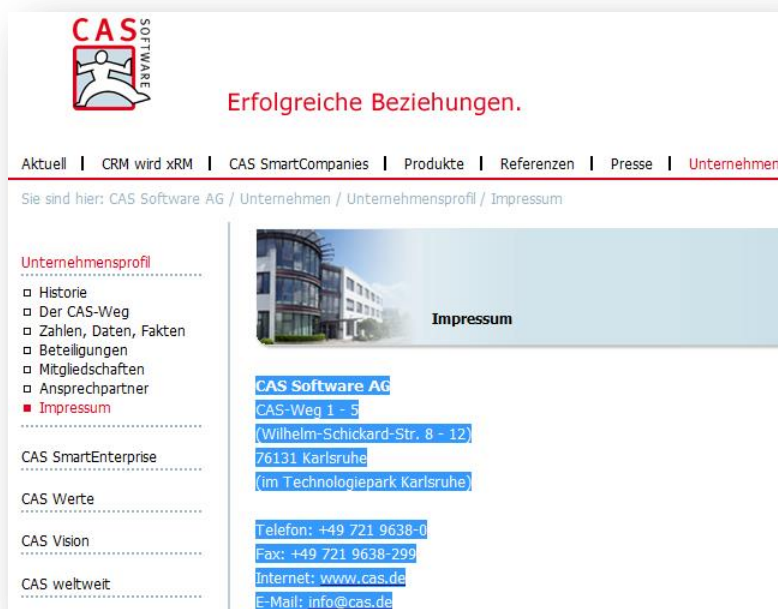 CAS
SOFTWARE
Erfolgreiche Beziehungen.
Aktuell | CRM wird xRM | CAS SmartCompanies | Produkte | Referenzen | Presse | Unternehmen
Sie sind hier: CAS Software AG / Unternehmen / Unternehmensprofil / Impressum
Unternehmensprofil
Historie
Der CAS-Weg
Zahlen, Daten, Fakten
Beteiligungen
Mitgliedschaften
Ansprechpartner
Impressum
CAS SmartEnterprise
CAS Werte
CAS Vision
CAS weltweit
Impressum
CAS Software AG
CAS-Weg 1 - 5
(Wilhelm-Schickard-Str. 8 - 12)
76131 Karlsruhe
(im Technologiepark Karlsruhe)
Telefon: +49 721 9638-0
Fax: +49 721 9638-299
Internet: www.cas.de
E-Mail: info@cas.de